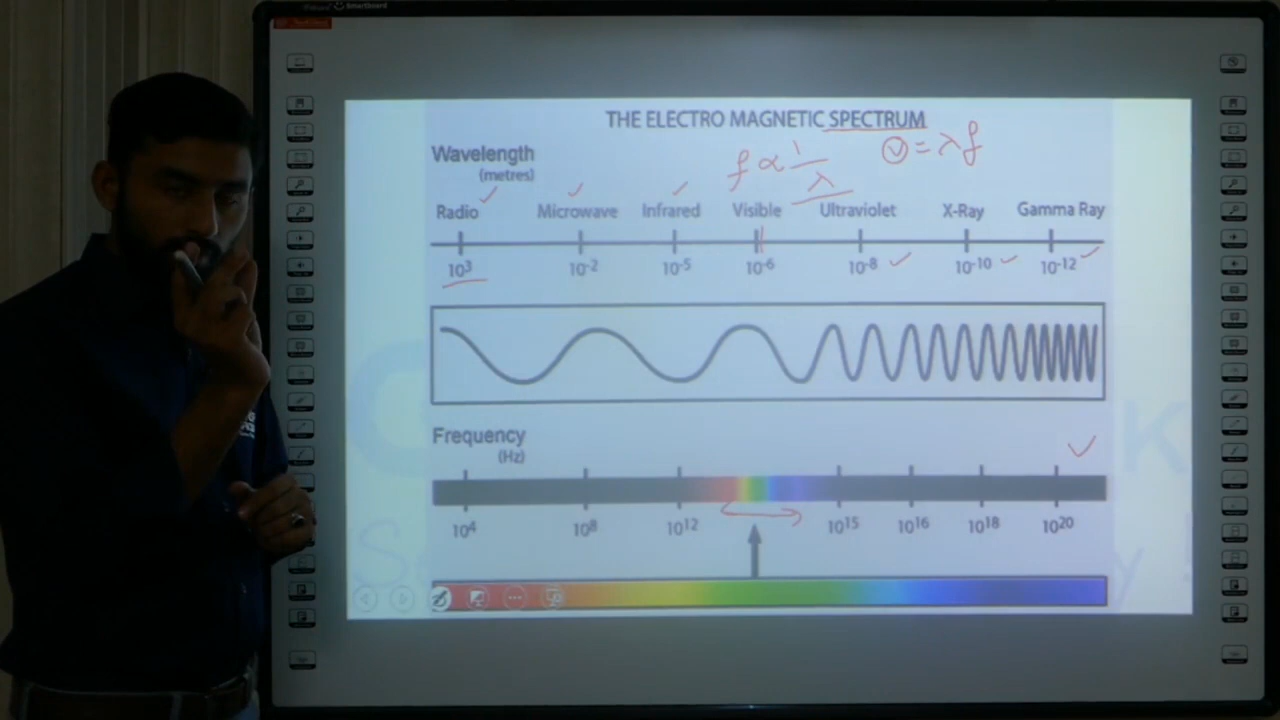 SmartBoard
THE ELECTRO MAGNETIC SPECTRUM
Wavelength
(metres)
f ∝ 1/λ
v = λf
Radio Microwave Infrared Visible Ultraviolet X-Ray Gamma Ray
10³ 10⁻² 10⁻⁵ 10⁻⁶ 10⁻⁸ 10⁻¹⁰ 10⁻¹²
Frequency
(Hz)
10⁴ 10⁸ 10¹² 10¹⁵ 10¹⁶ 10¹⁸ 10²⁰